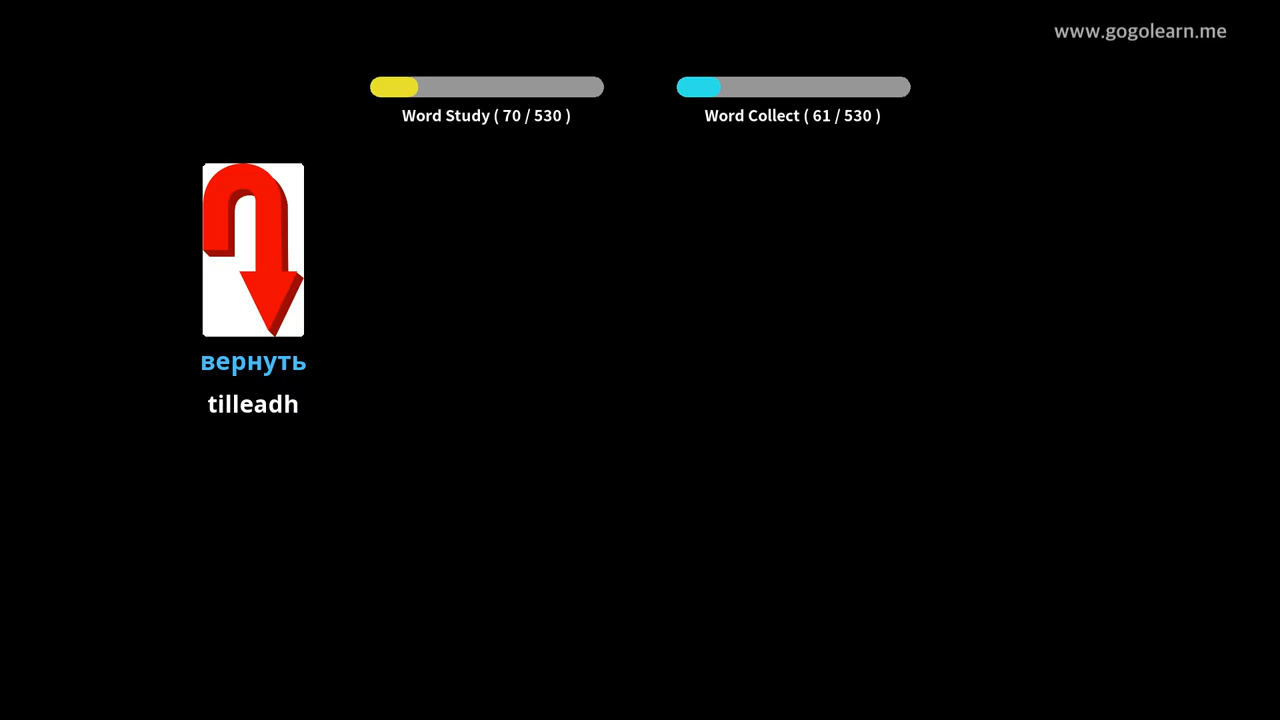 www.gogolearn.me
Word Study ( 70 / 530 )
Word Collect ( 61 / 530 )
вернуть
tilleadh